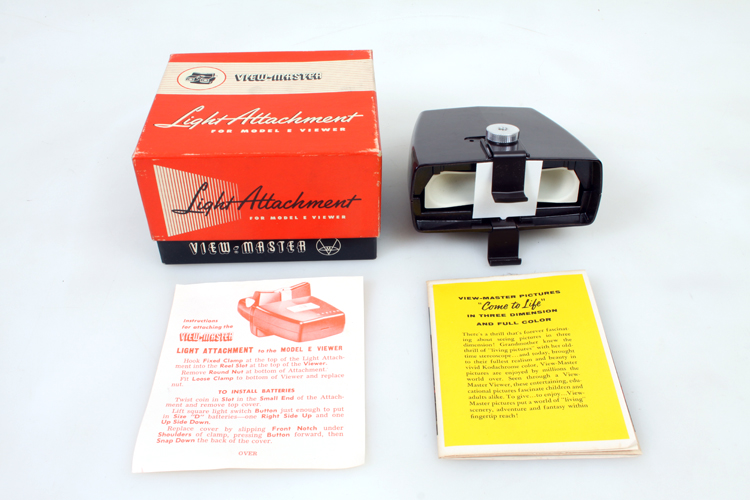 VIEW-MASTER
Light Attachment
FOR MODEL E VIEWER
Light Attachment
FOR MODEL E VIEWER
VIEW-MASTER
Instructions
for attaching the
VIEW-MASTER
LIGHT ATTACHMENT to the MODEL E VIEWER
Hook Fixed Clamp at the top of the Light Attach-
ment into the Reel Slot at the top of the Viewer.
Remove Round Nut at bottom of Attachment.
Fit Loose Clamp to bottom of Viewer and replace
nut.
TO INSTALL BATTERIES
Twist coin in Slot in the Small End of the Attach-
ment and remove top cover.
Lift square light switch Button just enough to put
in Size "D" batteries—one Right Side Up and one
Up Side Down.
Replace cover by slipping Front Notch under
Shoulders of clamp, pressing Button forward, then
Snap Down the back of the cover.
OVER
VIEW-MASTER PICTURES
"Come to Life"
IN THREE DIMENSION
AND FULL COLOR
There's a thrill that's forever fascinat-
ing about seeing pictures in three
dimension! Grandmother knew the
thrill of "living pictures" with her old-
time stereoscope...and today, brought
to their fullest realism and beauty in
vivid Kodachrome color, View-Master
pictures are enjoyed by millions the
world over. Seen through a View-
Master Viewer, these entertaining, edu-
cational pictures fascinate children and
adults alike. To give...to enjoy...View-
Master pictures put a world of "living"
scenery, adventure and fantasy within
fingertip reach!